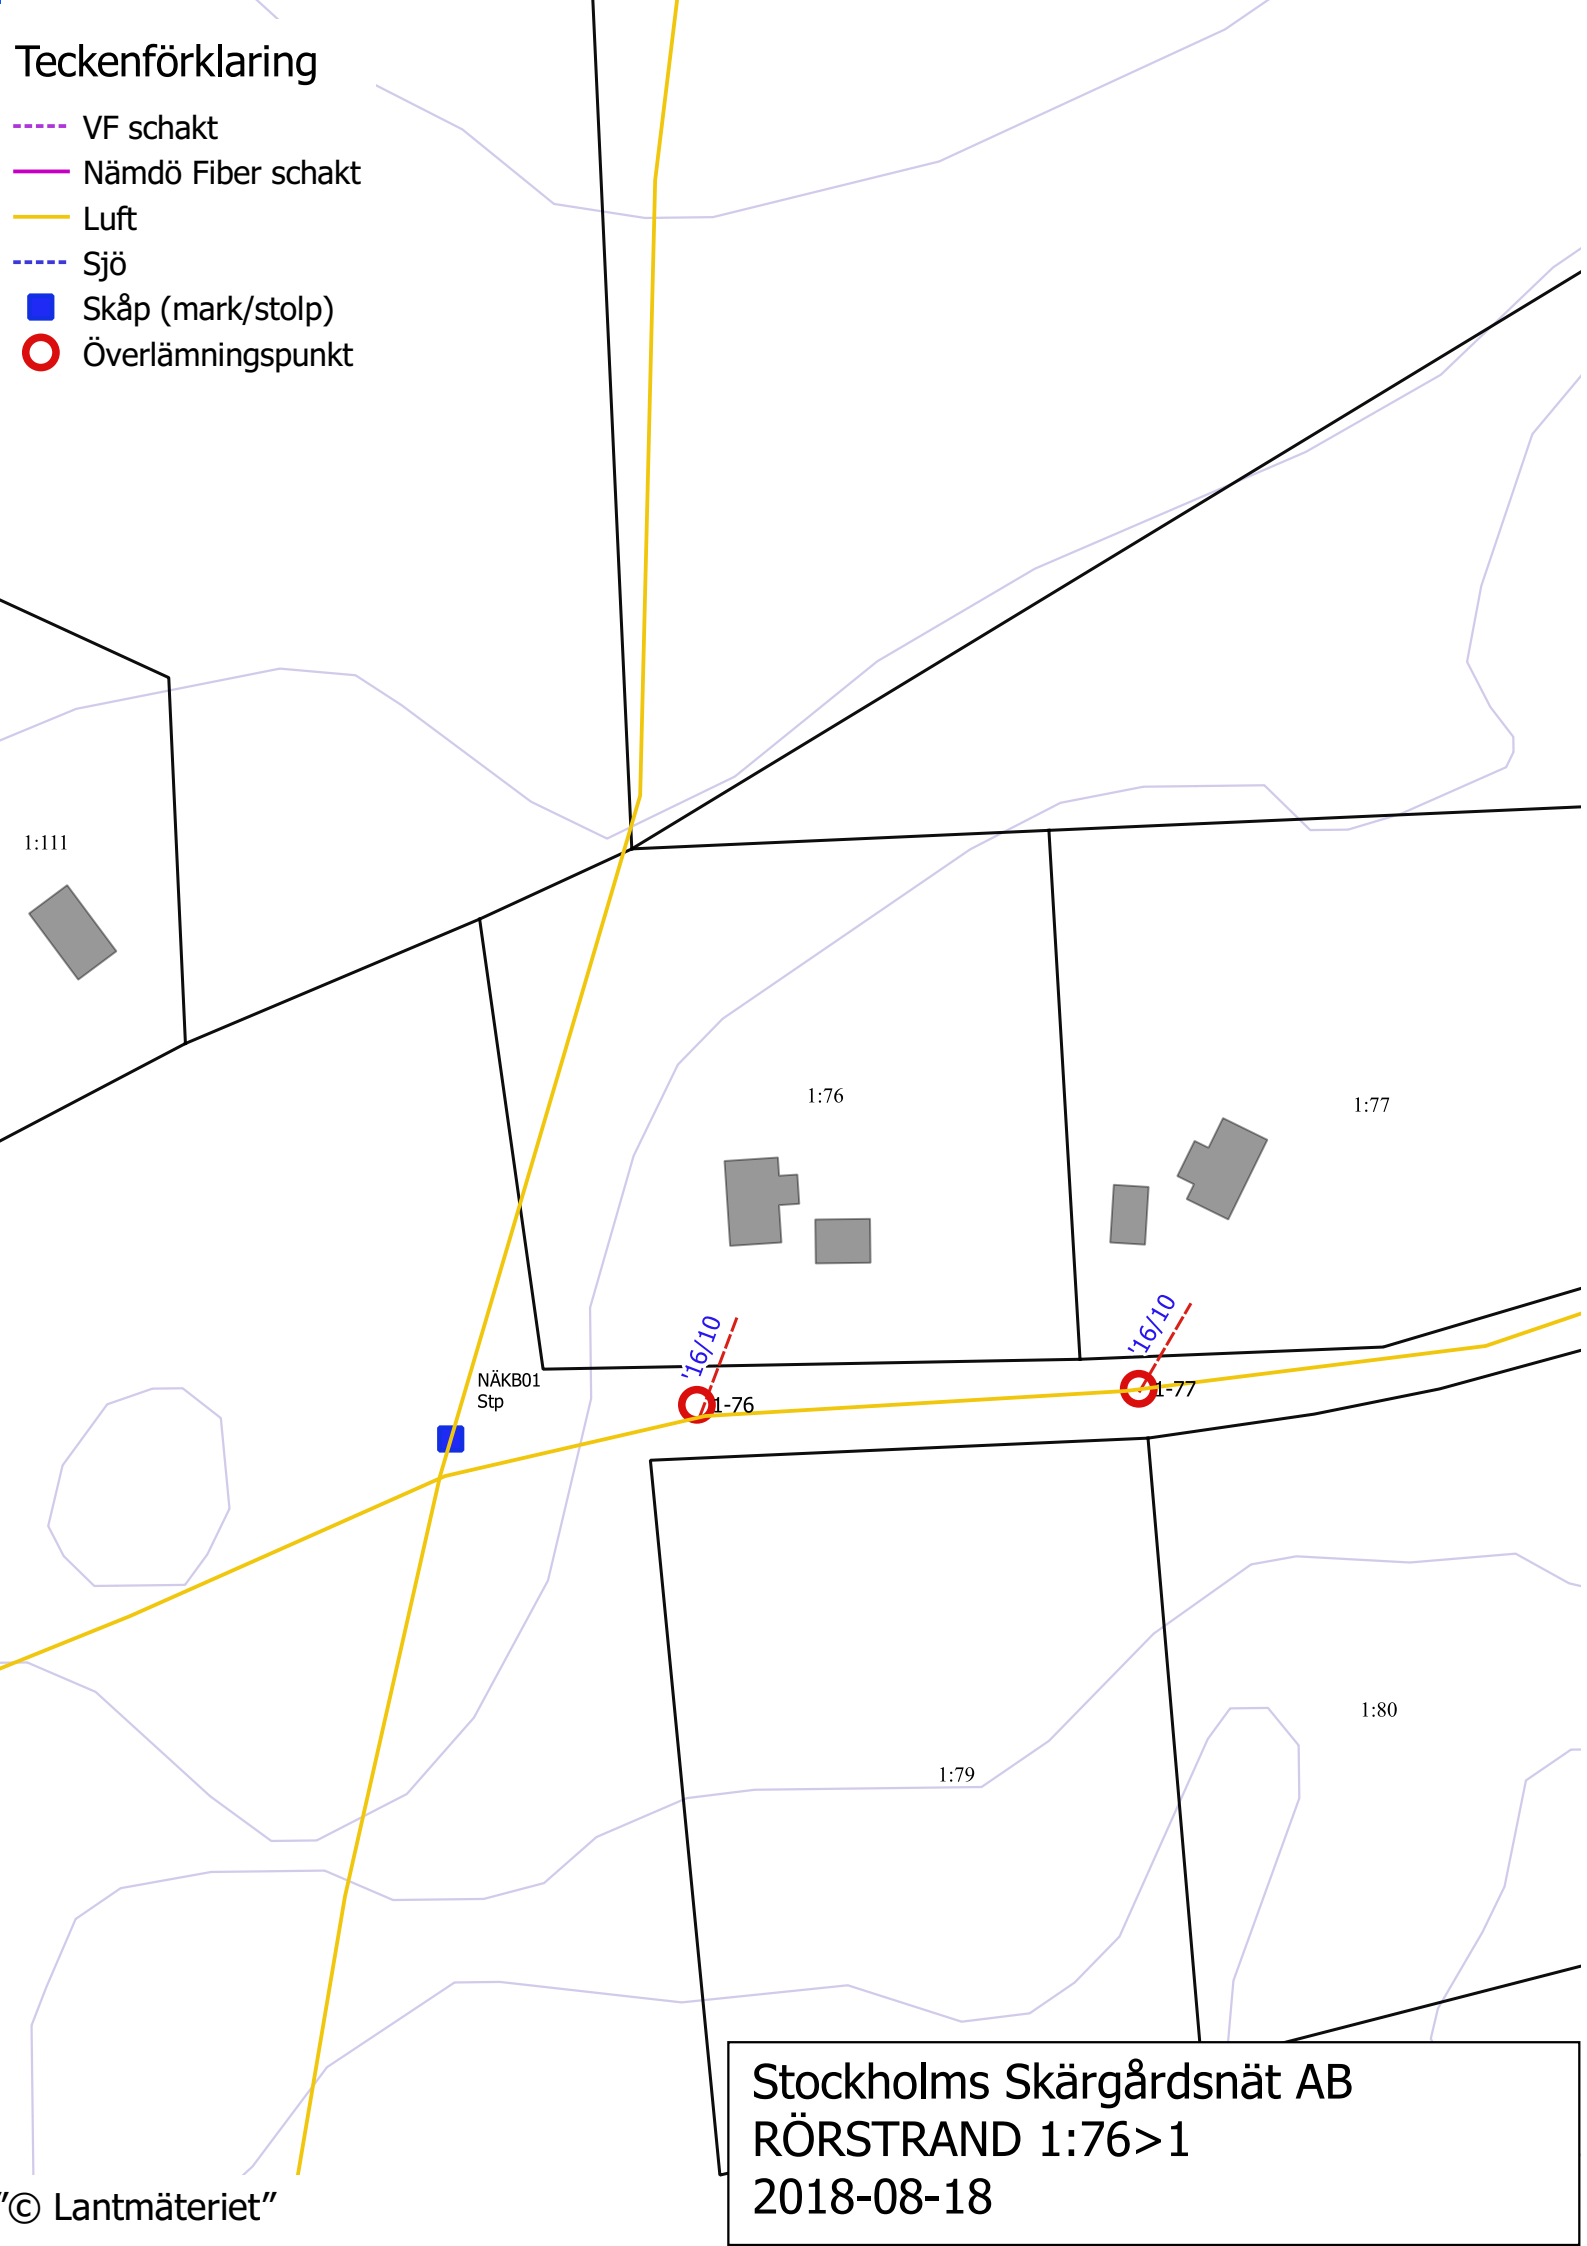 Teckenförklaring
VF schakt
Nämdö Fiber schakt
Luft
Sjö
Skåp (mark/stolp)
Överlämningspunkt
1:111
1:76
1:77
'16/10
'16/10
NÄKB01
Stp
1-76
1-77
1:80
1:79
Stockholms Skärgårdsnät AB
RÖRSTRAND 1:76>1
2018-08-18
"© Lantmäteriet"